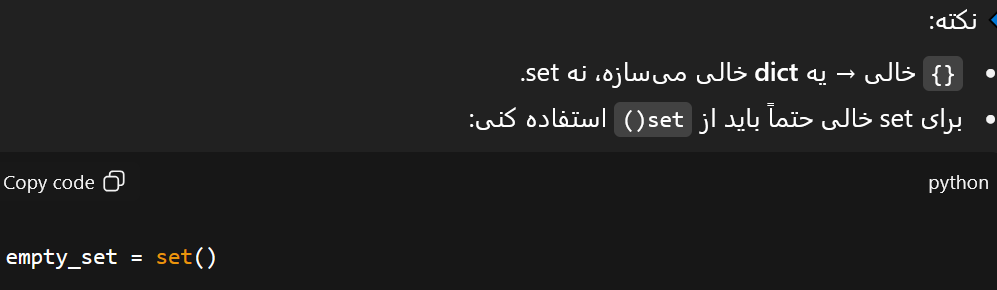 نکته:
{} خالی → یه dict خالی می‌سازه، نه set.
برای set خالی حتماً باید از set() استفاده کنی:
Copy code
python
empty_set = set()